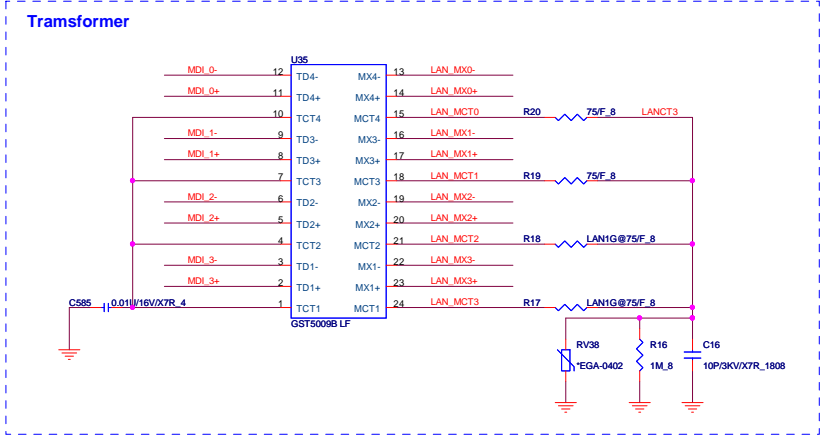 Tramsformer
U35
MDI_0- 12 TD4- MX4- 13 LAN_MX0-
MDI_0+ 11 TD4+ MX4+ 14 LAN_MX0+
10 TCT4 MCT4 15 LAN_MCT0 R20 75/F_8 LANCT3
MDI_1- 9 TD3- MX3- 16 LAN_MX1-
MDI_1+ 8 TD3+ MX3+ 17 LAN_MX1+
7 TCT3 MCT3 18 LAN_MCT1 R19 75/F_8
MDI_2- 6 TD2- MX2- 19 LAN_MX2-
MDI_2+ 5 TD2+ MX2+ 20 LAN_MX2+
4 TCT2 MCT2 21 LAN_MCT2 R18 LAN1G@75/F_8
MDI_3- 3 TD1- MX1- 22 LAN_MX3-
MDI_3+ 2 TD1+ MX1+ 23 LAN_MX3+
C585 0.01U/16V/X7R_4 1 TCT1 MCT1 24 LAN_MCT3 R17 LAN1G@75/F_8
GST5009B LF
RV38 R16 C16
*EGA-0402 1M_8 10P/3KV/X7R_1808